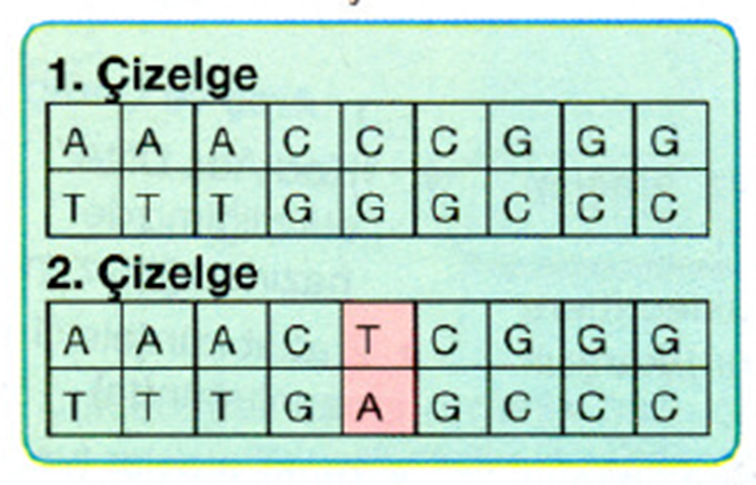 1. Çizelge
A A A C C C G G G
T T T G G G C C C
2. Çizelge
A A A C T C G G G
T T T G A G C C C